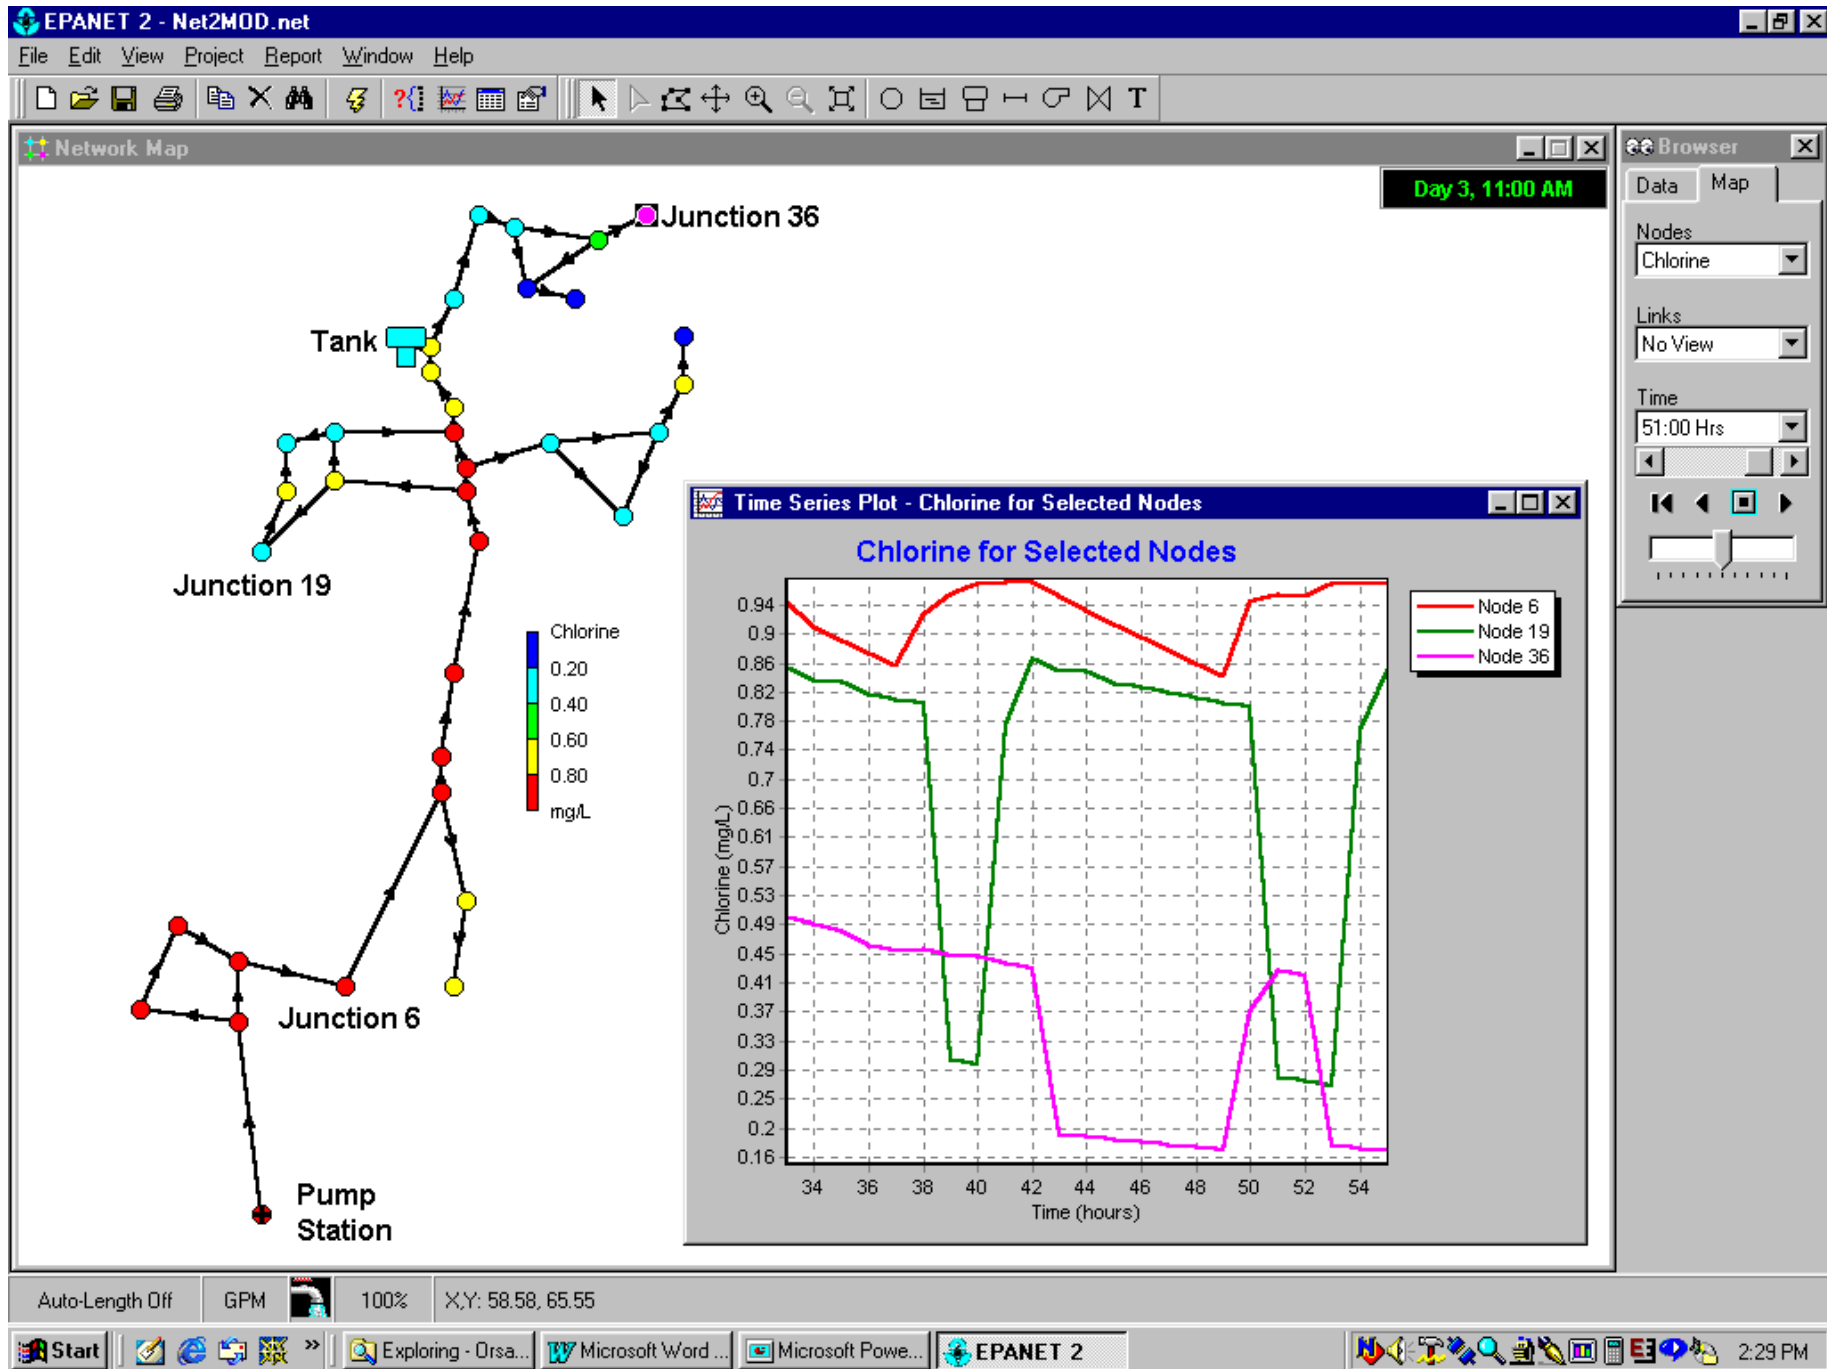 EPANET 2 - Net2MOD.net
File Edit View Project Report Window Help
T
Network Map
Day 3, 11:00 AM
Junction 36
Tank
Junction 19
Chlorine
0.20
0.40
0.60
0.80
mg/L
Junction 6
Pump
Station
Browser
Data Map
Nodes
Chlorine
Links
No View
Time
51:00 Hrs
Time Series Plot - Chlorine for Selected Nodes
Chlorine for Selected Nodes
Node 6
Node 19
Node 36
Chlorine (mg/L)
0.94
0.9
0.86
0.82
0.78
0.74
0.7
0.66
0.61
0.57
0.53
0.49
0.45
0.41
0.37
0.33
0.29
0.25
0.2
0.16
34 36 38 40 42 44 46 48 50 52 54
Time (hours)
Auto-Length Off GPM 100% X,Y: 58.58, 65.55
Start » Exploring - Orsa... Microsoft Word ... Microsoft Powe... EPANET 2 2:29 PM